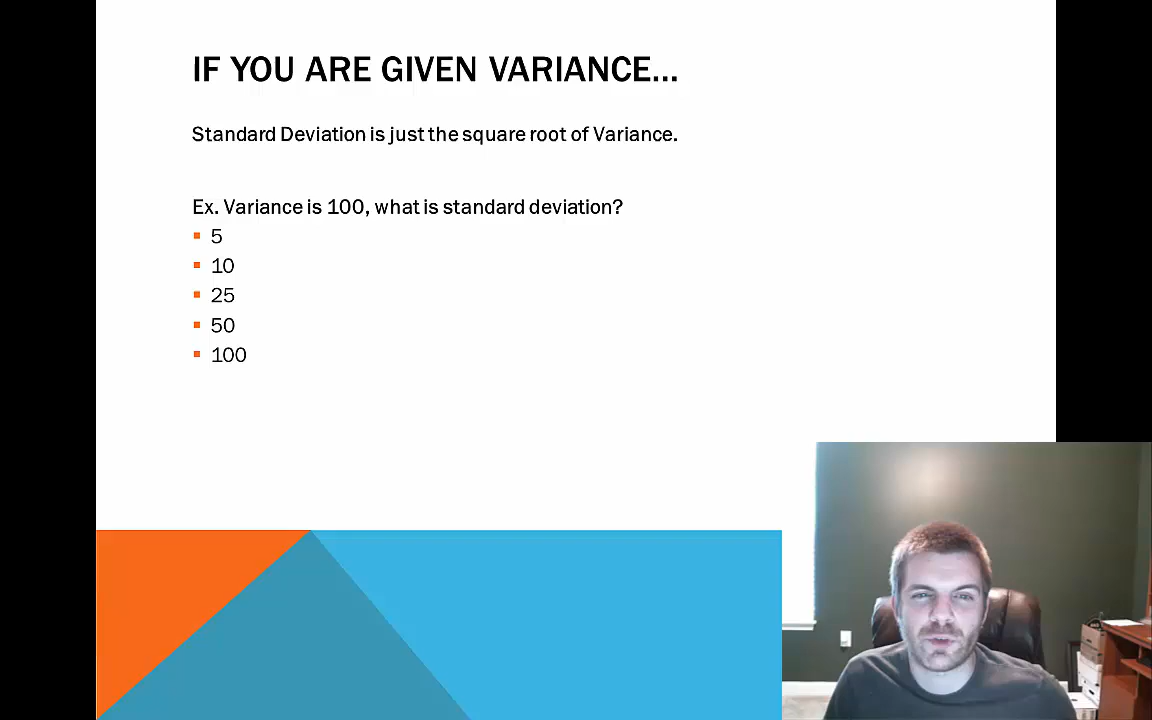 IF YOU ARE GIVEN VARIANCE...
Standard Deviation is just the square root of Variance.
Ex. Variance is 100, what is standard deviation?
5
10
25
50
100